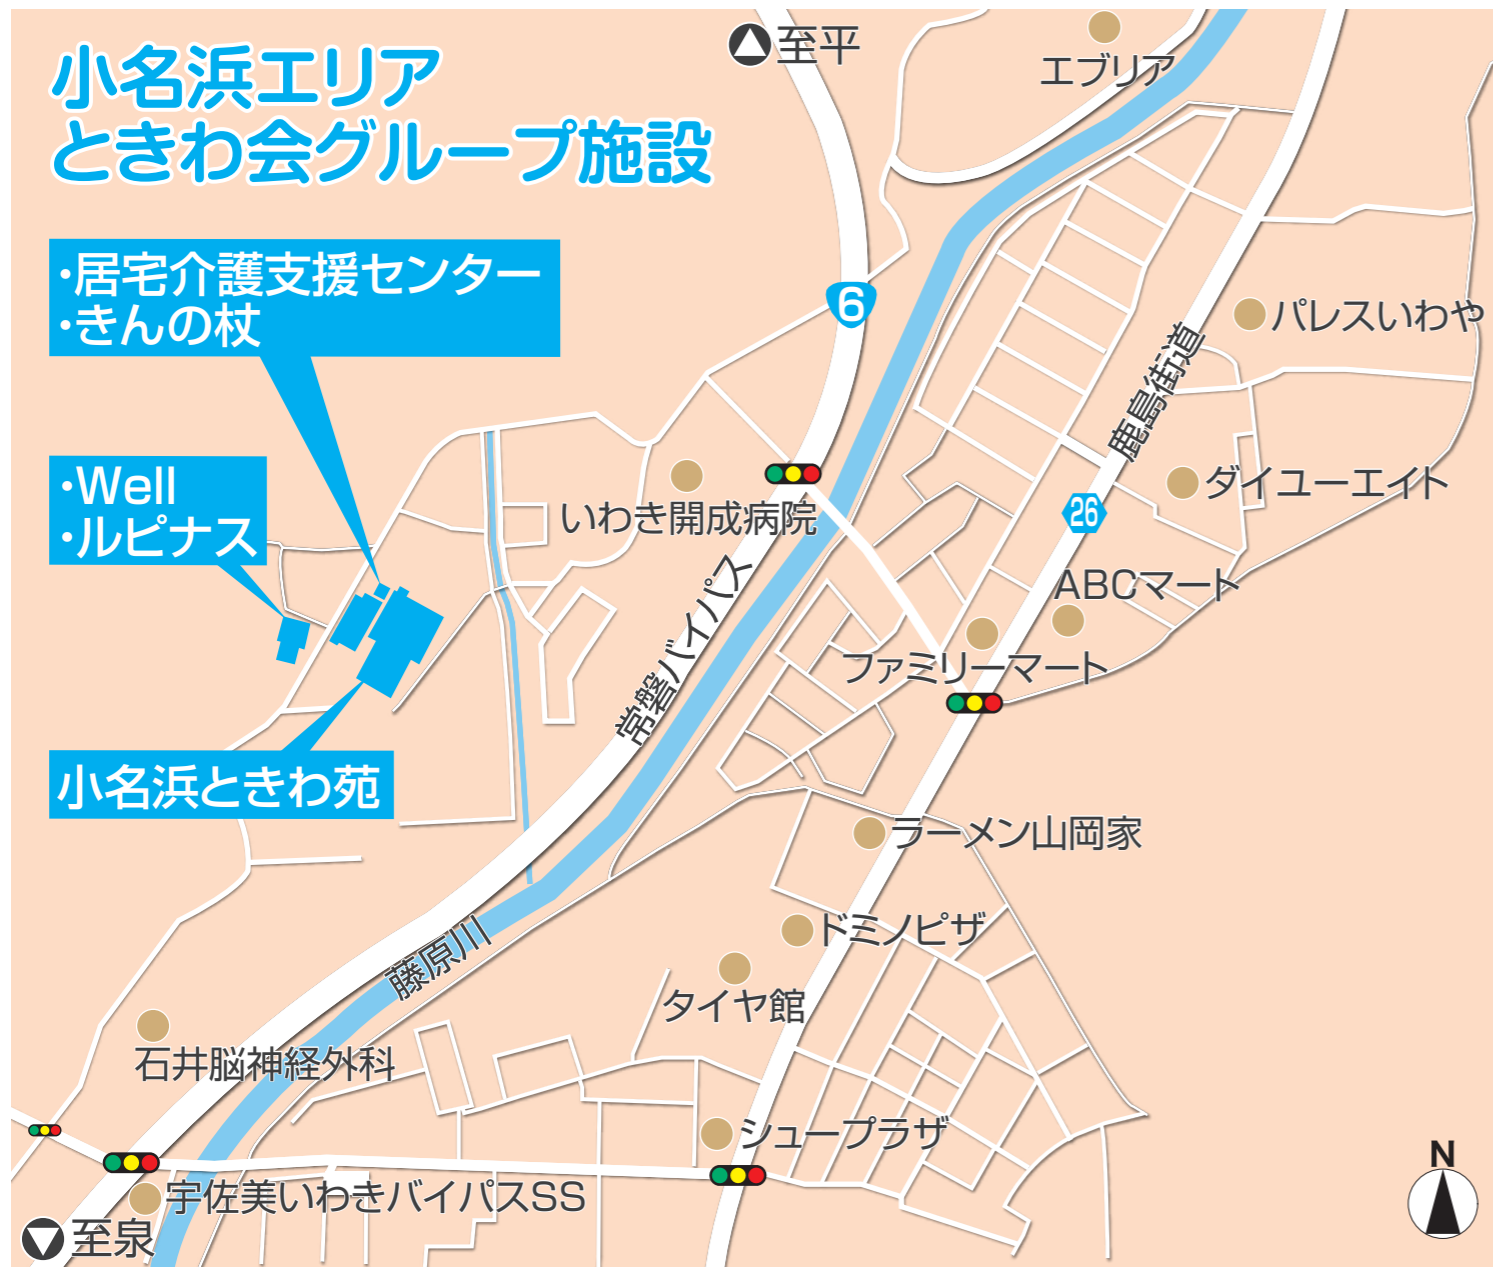 小名浜エリア
ときわ会グループ施設
至平
エブリア
・居宅介護支援センター
・きんの杖
6
パレスいわや
鹿島街道
・Well
・ルピナス
いわき開成病院
ダイユーエイト
26
ABCマート
常磐バイパス
ファミリーマート
小名浜ときわ苑
ラーメン山岡家
ドミノピザ
藤原川
タイヤ館
石井脳神経外科
シュープラザ
宇佐美いわきバイパスSS
至泉
N